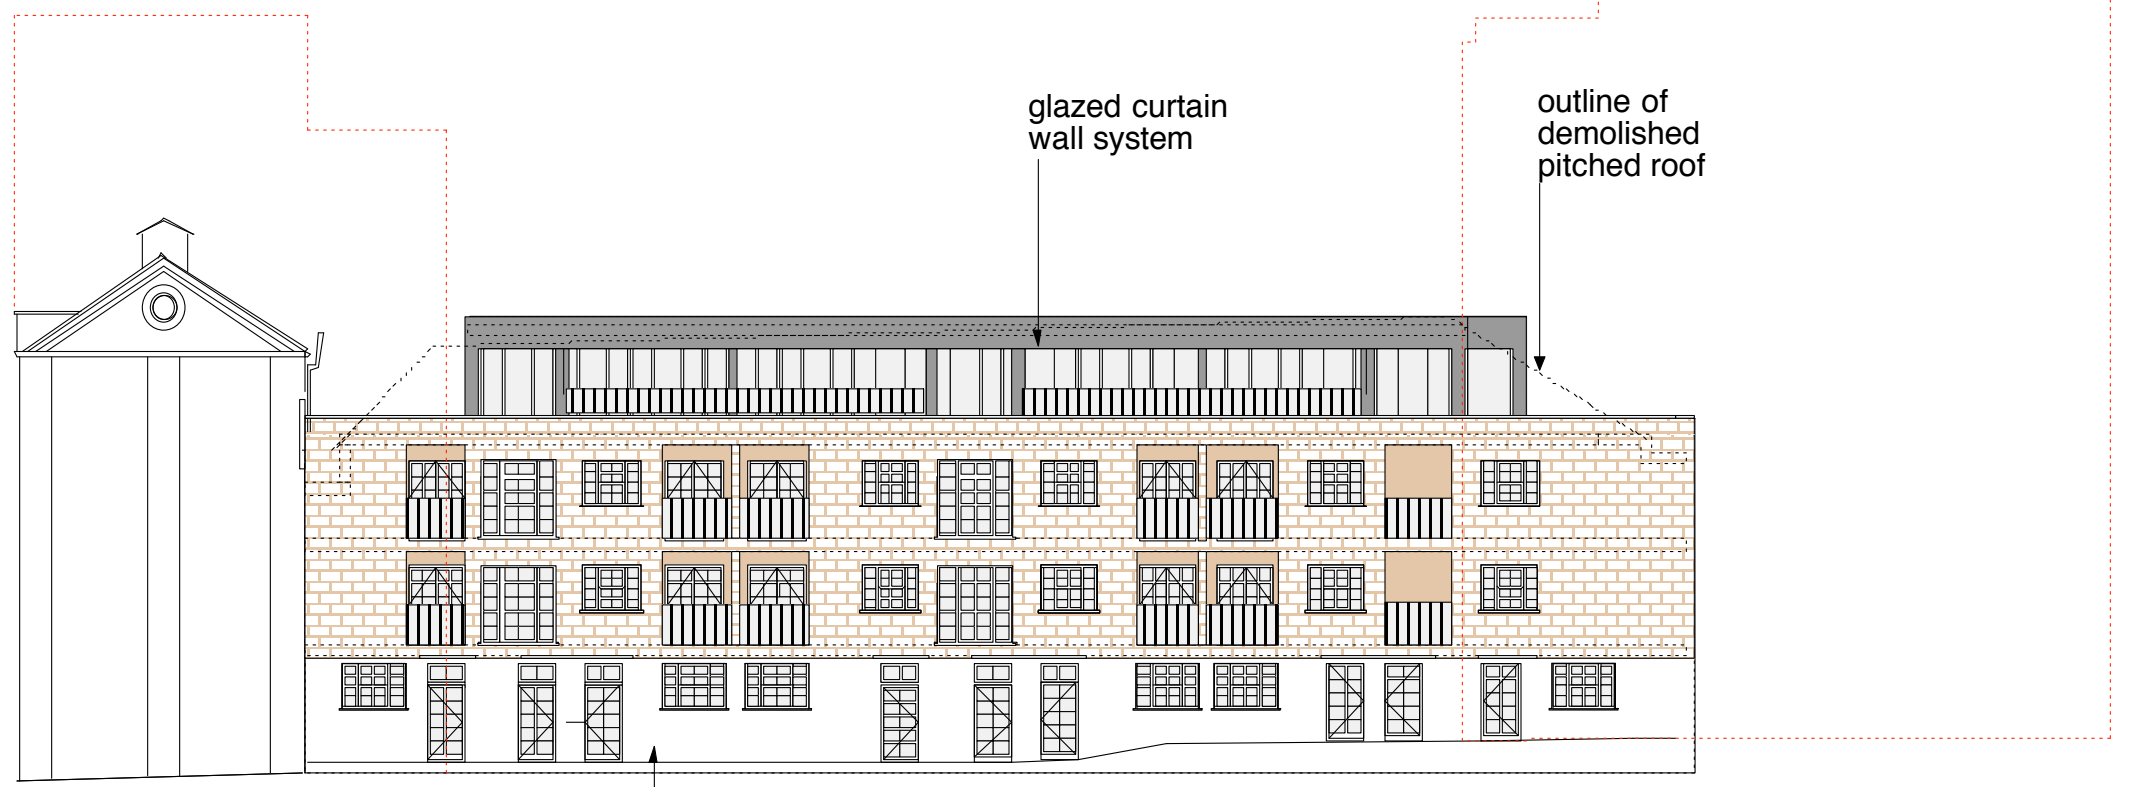 glazed curtain
wall system
outline of
demolished
pitched roof